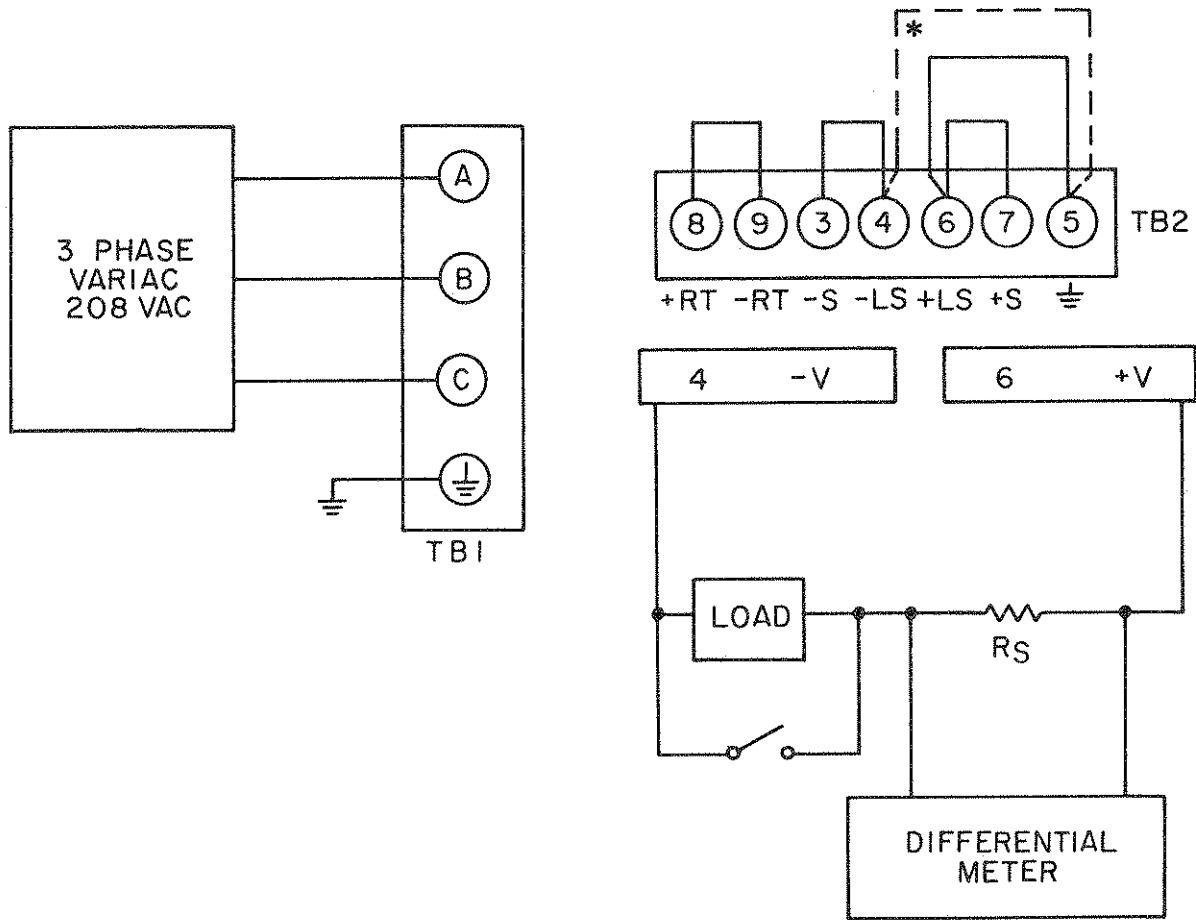 3 PHASE
VARIAC
208 VAC
A
B
C
TB1
*
8 9 3 4 6 7 5
TB2
+RT -RT -S -LS +LS +S
4 -V
6 +V
LOAD
RS
DIFFERENTIAL
METER